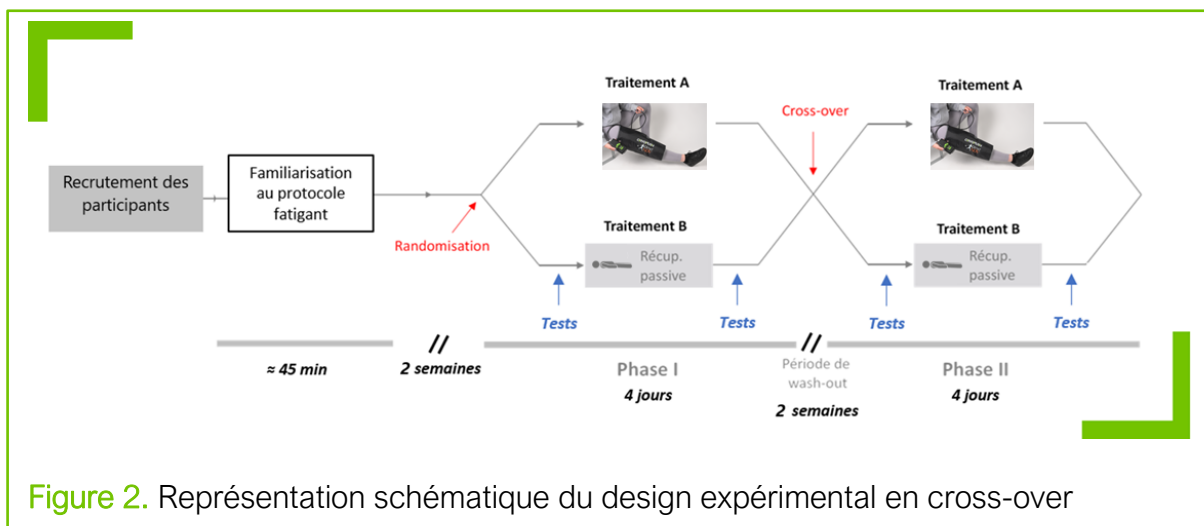 Recrutement des
participants
Familiarisation
au protocole
fatigant
Randomisation
Traitement A
Traitement B
Récup.
passive
Tests
Tests
Cross-over
Traitement A
Traitement B
Récup.
passive
Tests
Tests
≈ 45 min
//
2 semaines
Phase I
4 jours
//
Période de
wash-out
2 semaines
Phase II
4 jours
Figure 2. Représentation schématique du design expérimental en cross-over